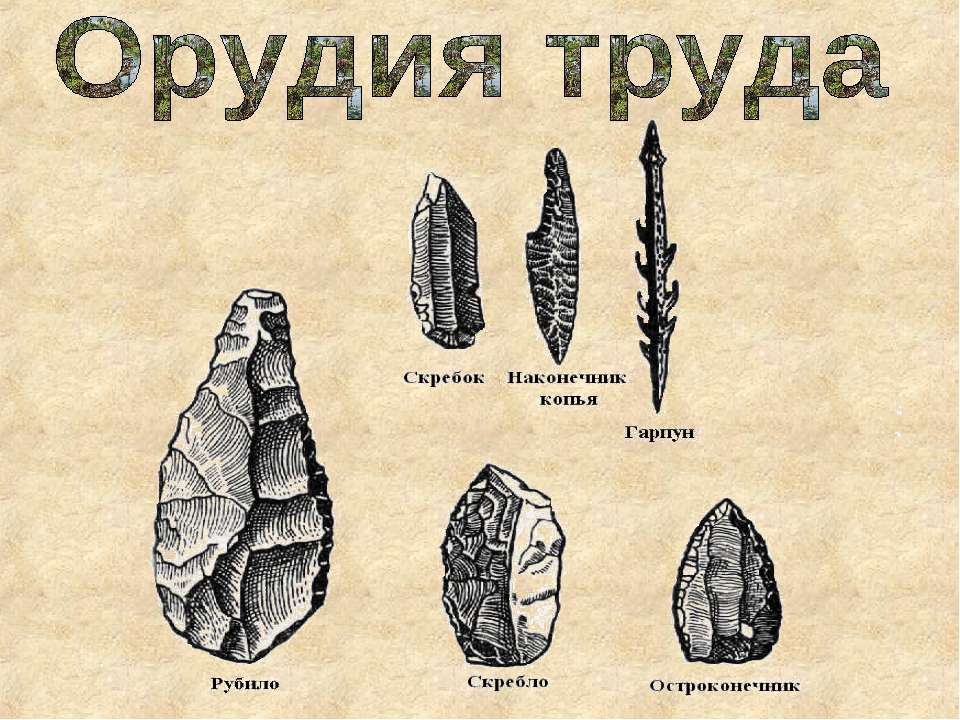 Орудия труда
Скребок
Наконечник
копья
Гарпун
Рубило
Скребло
Остроконечник